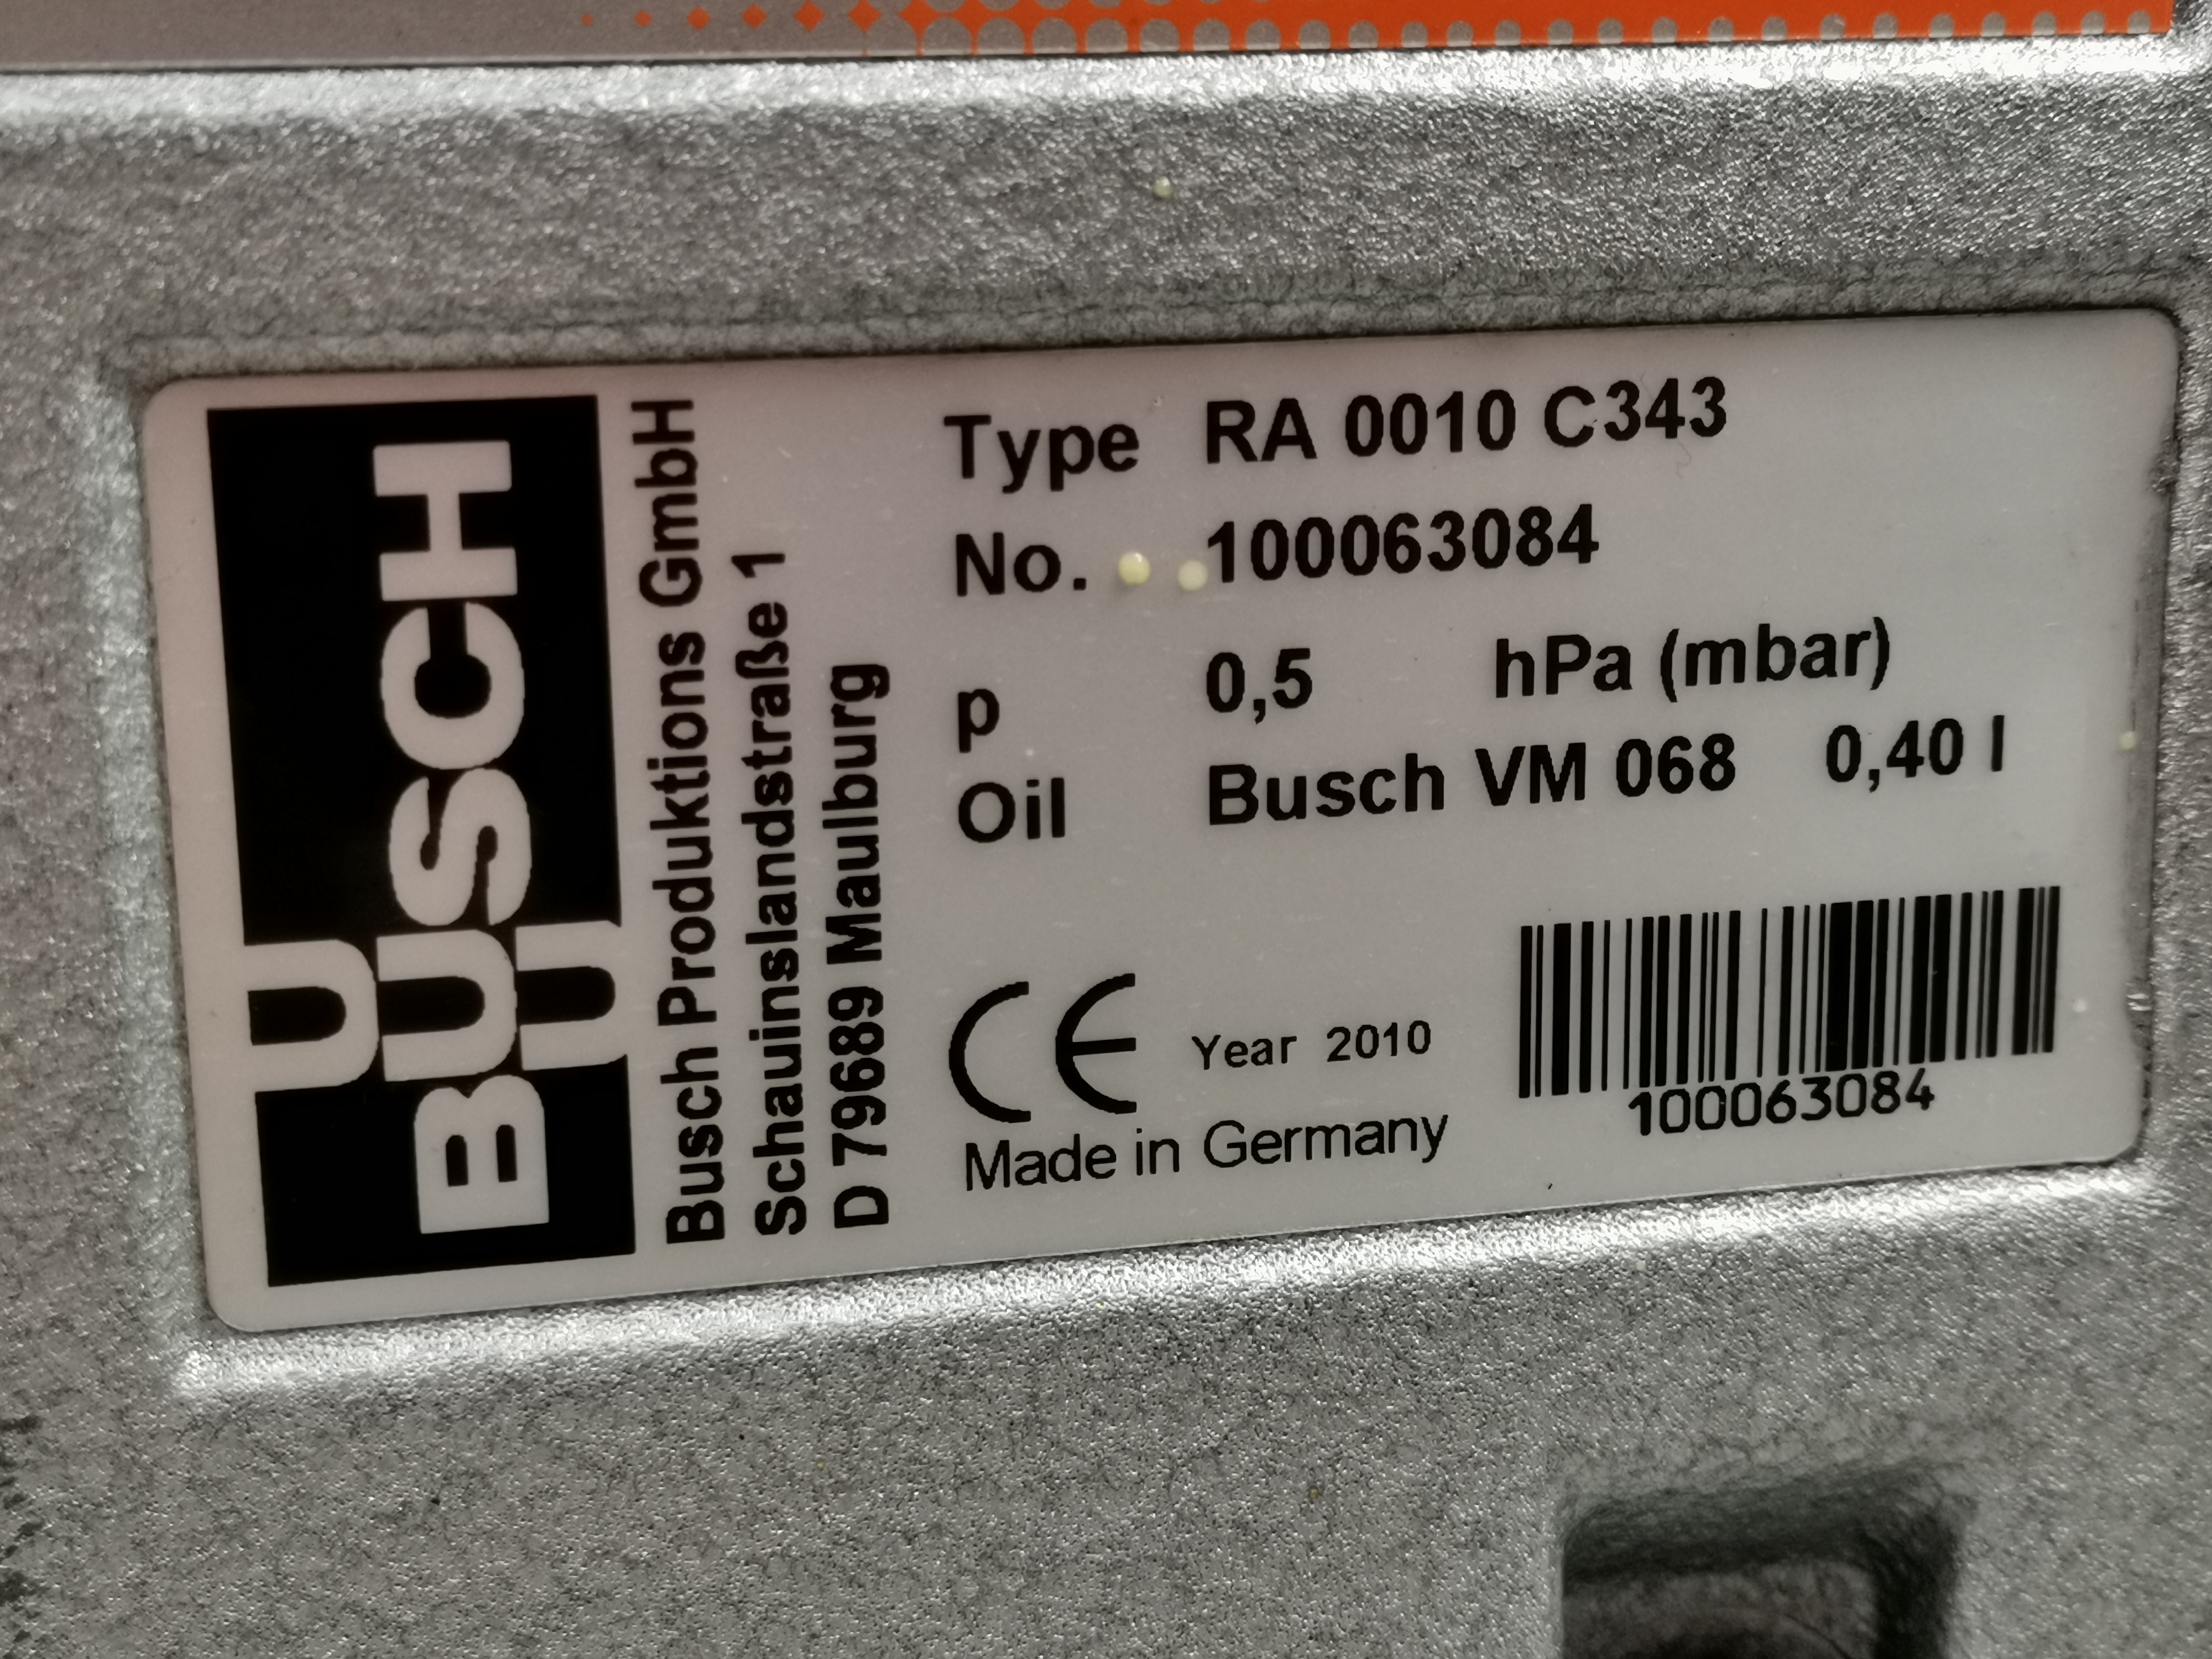 BUSCH
U
U
Busch Produktions GmbH
Schauinslandstraße 1
D 79689 Maulburg
Type RA 0010 C343
No. 100063084
p 0,5 hPa (mbar)
Oil Busch VM 068 0,40 l
CE Year 2010
Made in Germany
100063084